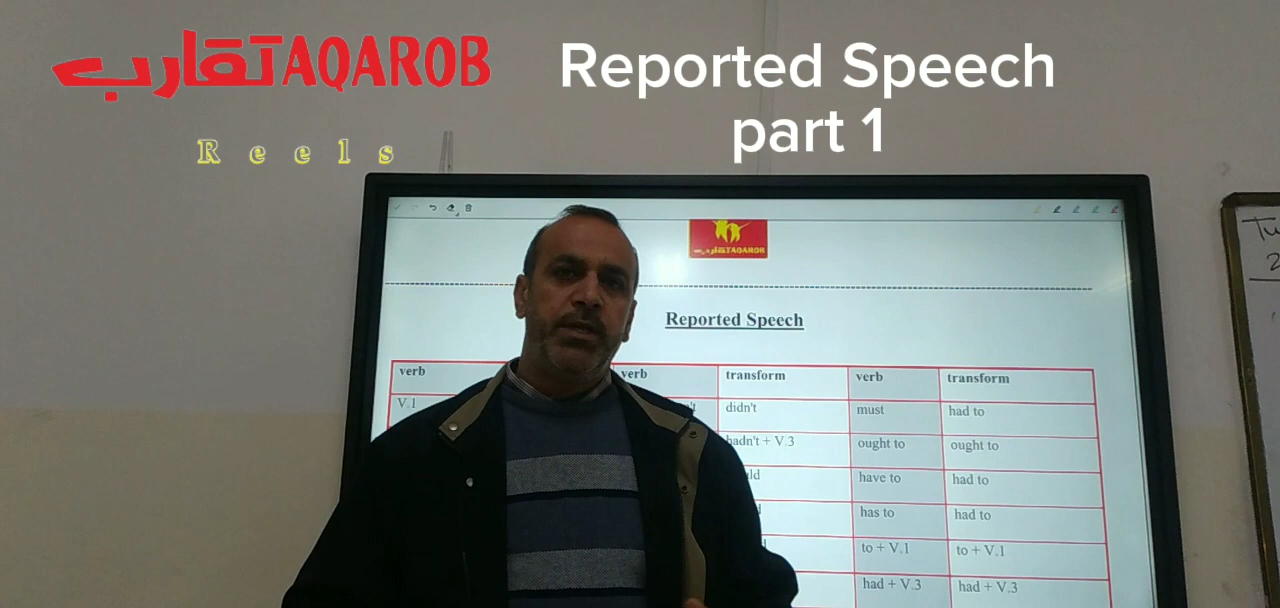 تقارب TAQAROB
Reported Speech
part 1
Reels
تقارب TAQAROB
Reported Speech
verb verb transform verb transform
V.1 didn't must had to
hadn't + V.3 ought to ought to
have to had to
has to had to
to + V.1 to + V.1
had + V.3 had + V.3